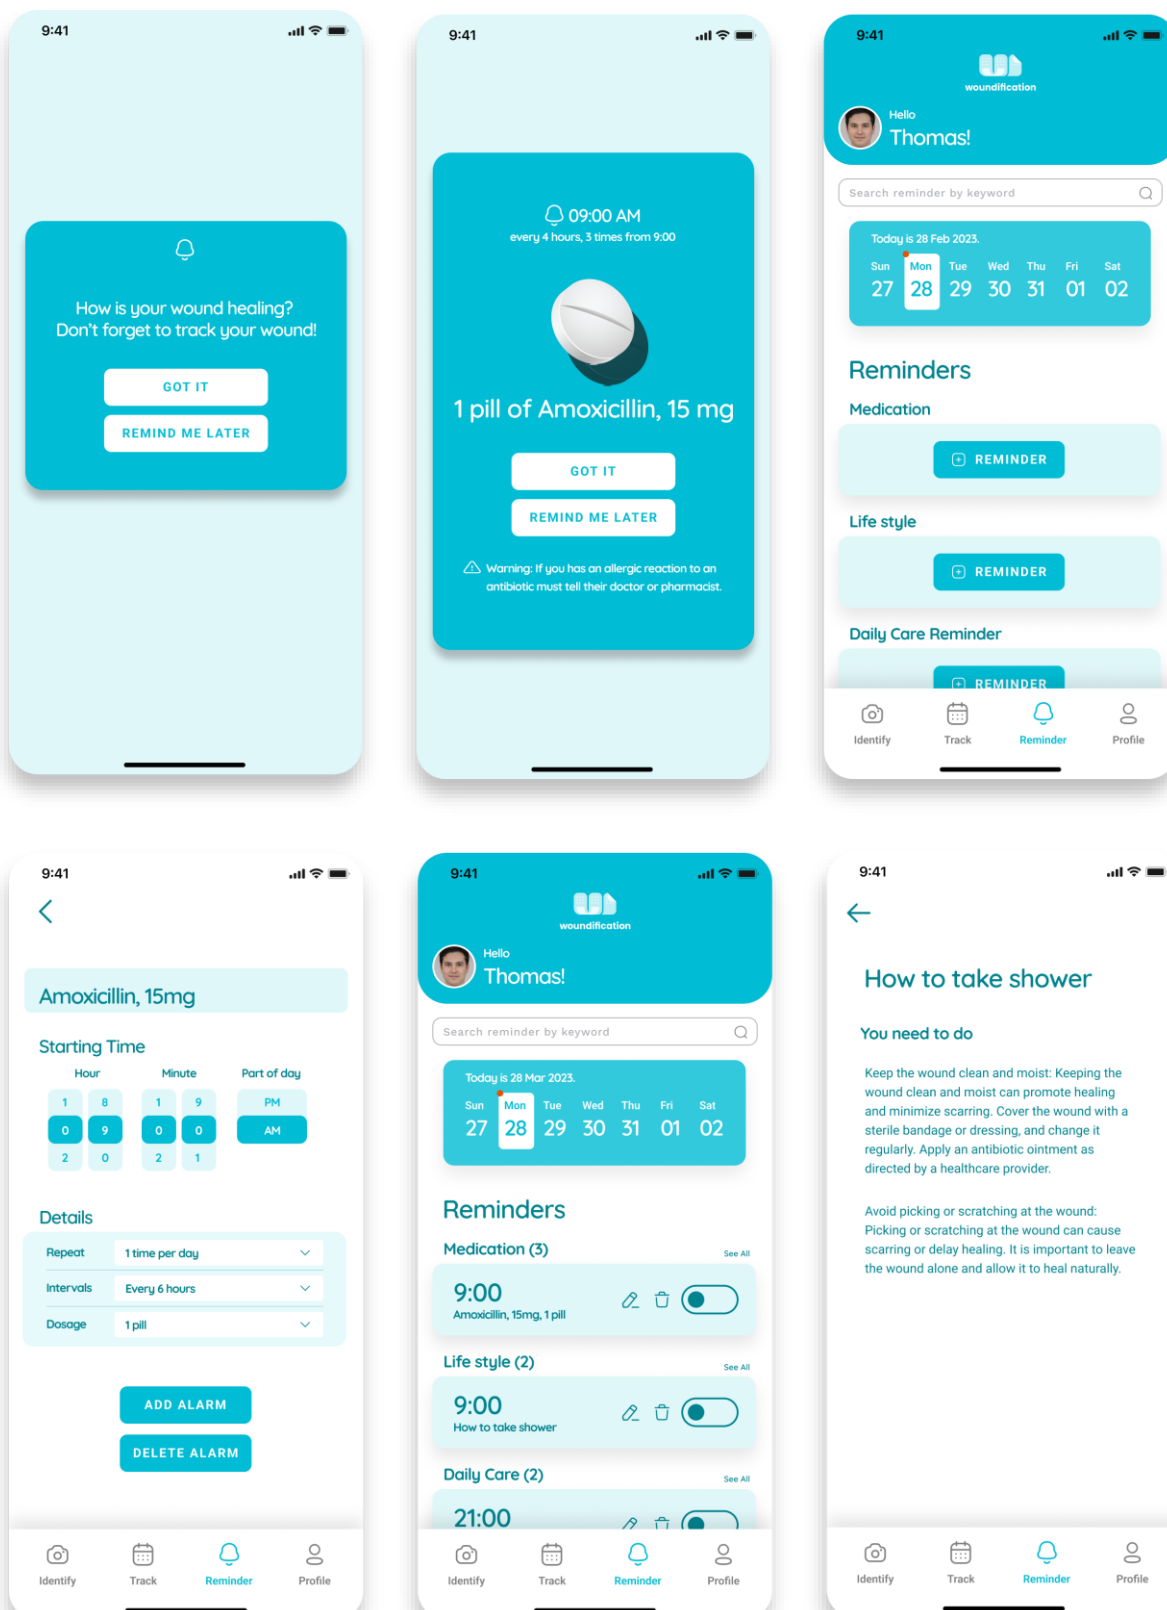 9:41
How is your wound healing?
Don't forget to track your wound!
GOT IT
REMIND ME LATER
9:41
09:00 AM
every 4 hours, 3 times from 9:00
1 pill of Amoxicillin, 15 mg
GOT IT
REMIND ME LATER
Warning: If you has an allergic reaction to an
antibiotic must tell their doctor or pharmacist.
9:41
woundification
Hello
Thomas!
Search reminder by keyword
Today is 28 Feb 2023.
Sun Mon Tue Wed Thu Fri Sat
27 28 29 30 31 01 02
Reminders
Medication
REMINDER
Life style
REMINDER
Daily Care Reminder
REMINDER
Identify Track Reminder Profile
9:41
Amoxicillin, 15mg
Starting Time
Hour Minute Part of day
1 8 1 9 PM
0 9 0 0 AM
2 0 2 1
Details
Repeat 1 time per day
Intervals Every 6 hours
Dosage 1 pill
ADD ALARM
DELETE ALARM
Identify Track Reminder Profile
9:41
woundification
Hello
Thomas!
Search reminder by keyword
Today is 28 Mar 2023.
Sun Mon Tue Wed Thu Fri Sat
27 28 29 30 31 01 02
Reminders
Medication (3) See All
9:00
Amoxicillin, 15mg, 1 pill
Life style (2) See All
9:00
How to take shower
Daily Care (2) See All
21:00
Identify Track Reminder Profile
9:41
How to take shower
You need to do
Keep the wound clean and moist: Keeping the
wound clean and moist can promote healing
and minimize scarring. Cover the wound with a
sterile bandage or dressing, and change it
regularly. Apply an antibiotic ointment as
directed by a healthcare provider.
Avoid picking or scratching at the wound:
Picking or scratching at the wound can cause
scarring or delay healing. It is important to leave
the wound alone and allow it to heal naturally.
Identify Track Reminder Profile